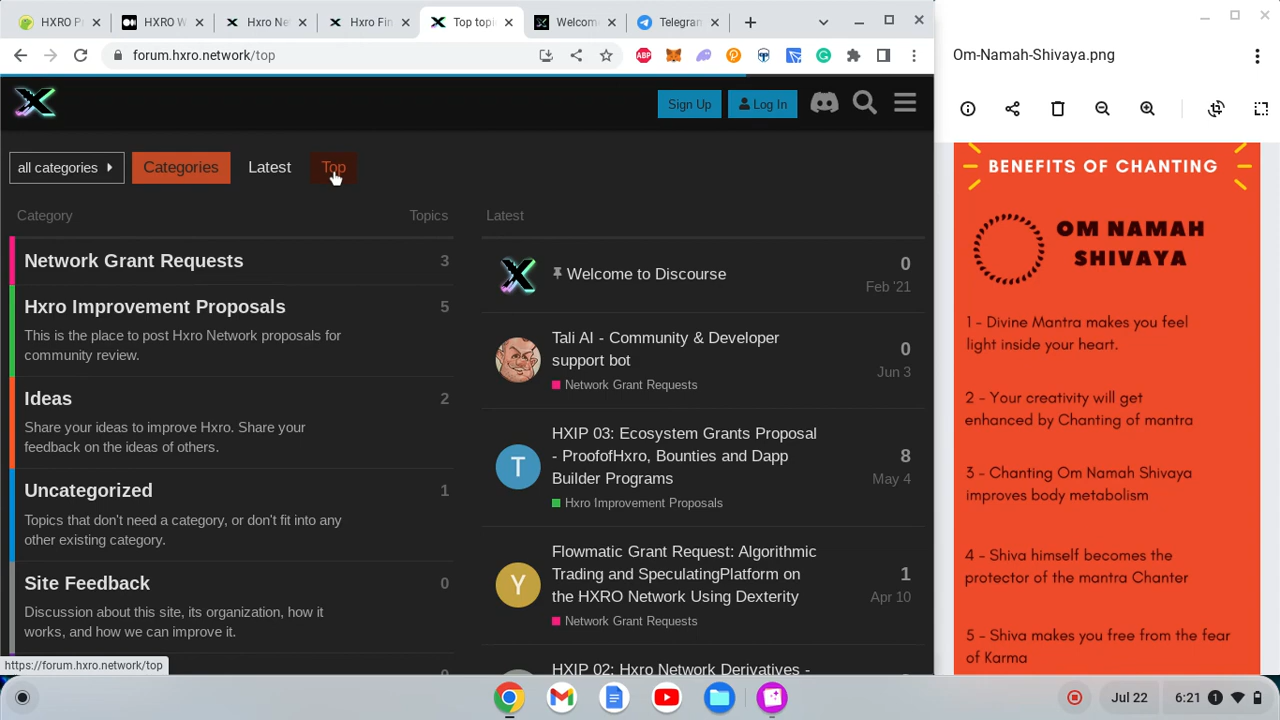 HXRO P
HXRO W
Hxro Ne
Hxro Fin
Top topi
Welcome
Telegram
forum.hxro.network/top
Sign Up
Log In
all categories
Categories
Latest
Top
Category
Topics
Latest
Network Grant Requests
3
Hxro Improvement Proposals
5
This is the place to post Hxro Network proposals for
community review.
Ideas
2
Share your ideas to improve Hxro. Share your
feedback on the ideas of others.
Uncategorized
1
Topics that don't need a category, or don't fit into any
other existing category.
Site Feedback
0
Discussion about this site, its organization, how it
works, and how we can improve it.
https://forum.hxro.network/top
Welcome to Discourse
0
Feb '21
Tali AI - Community & Developer
support bot
0
Jun 3
Network Grant Requests
HXIP 03: Ecosystem Grants Proposal
- ProofofHxro, Bounties and Dapp
Builder Programs
8
May 4
Hxro Improvement Proposals
T
Flowmatic Grant Request: Algorithmic
Trading and SpeculatingPlatform on
the HXRO Network Using Dexterity
1
Apr 10
Network Grant Requests
Y
HXIP 02: Hxro Network Derivatives -
Om-Namah-Shivaya.png
BENEFITS OF CHANTING
OM NAMAH
SHIVAYA
1 - Divine Mantra makes you feel
light inside your heart.
2 - Your creativity will get
enhanced by Chanting of mantra
3 - Chanting Om Namah Shivaya
improves body metabolism
4 - Shiva himself becomes the
protector of the mantra Chanter
5 - Shiva makes you free from the fear
of Karma
Jul 22
6:21
1